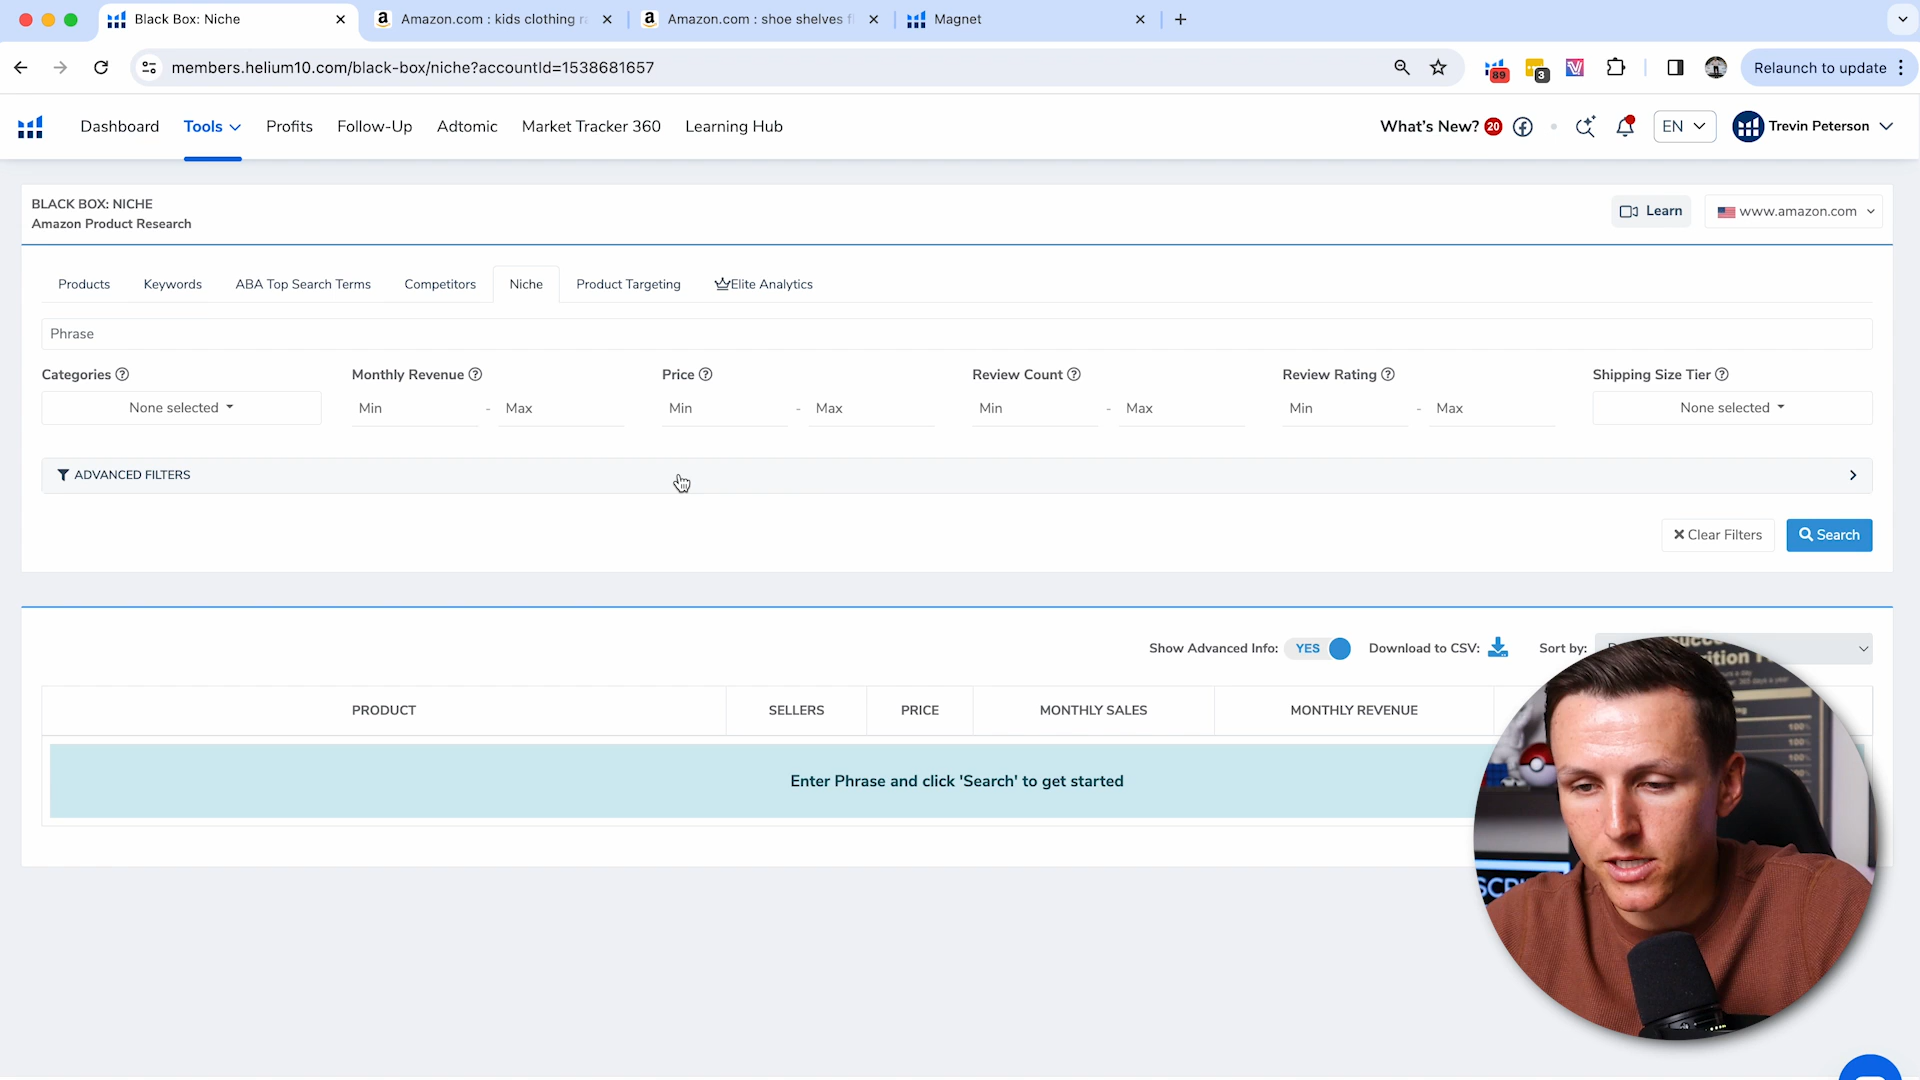 Black Box: Niche
Amazon.com : kids clothing ra
Amazon.com : shoe shelves f
Magnet
members.helium10.com/black-box/niche?accountId=1538681657
89
3
Relaunch to update
Dashboard
Tools
Profits
Follow-Up
Adtomic
Market Tracker 360
Learning Hub
What's New? 20
EN
Trevin Peterson
BLACK BOX: NICHE
Amazon Product Research
Learn
www.amazon.com
Products
Keywords
ABA Top Search Terms
Competitors
Niche
Product Targeting
Elite Analytics
Phrase
Categories
Monthly Revenue
Price
Review Count
Review Rating
Shipping Size Tier
None selected
Min - Max
Min - Max
Min - Max
Min - Max
None selected
ADVANCED FILTERS
Clear Filters
Search
Show Advanced Info: YES
Download to CSV:
Sort by:
PRODUCT
SELLERS
PRICE
MONTHLY SALES
MONTHLY REVENUE
Enter Phrase and click 'Search' to get started
100%
100%
100%